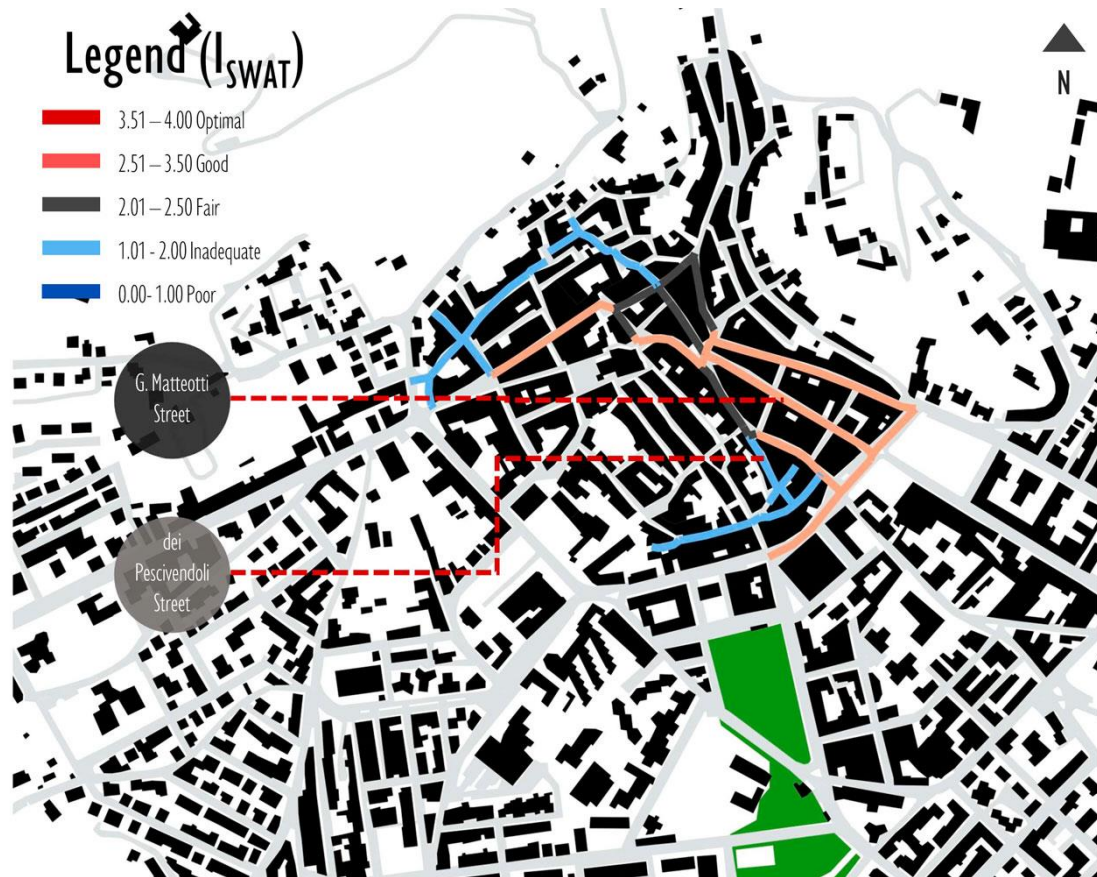 Legend (ISWAT)
3.51 – 4.00 Optimal
2.51 – 3.50 Good
2.01 – 2.50 Fair
1.01 - 2.00 Inadequate
0.00- 1.00 Poor
N
G. Matteotti
Street
dei
Pescivendoli
Street